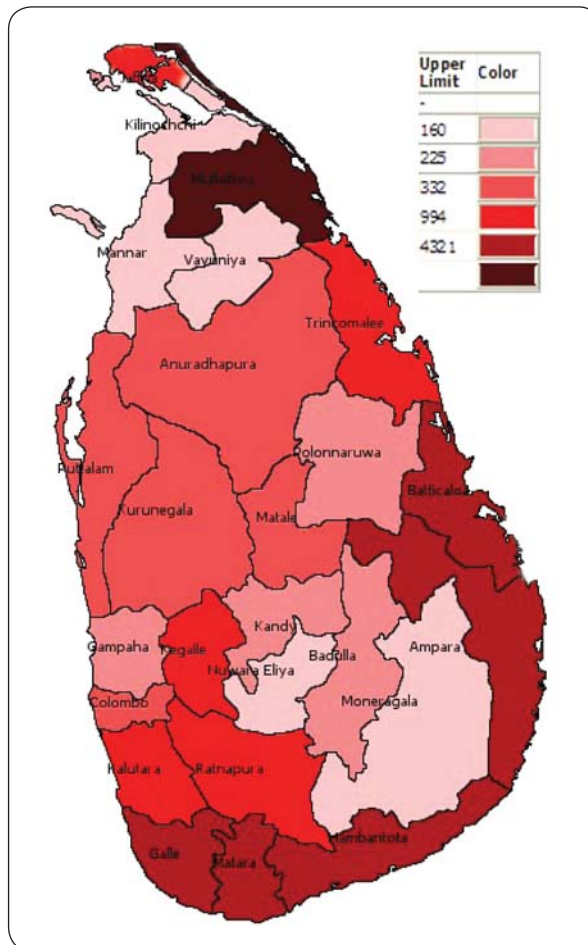 Upper Limit Color
-
160
225
332
994
4321
Kilinochchi
Mullaitivu
Mannar
Vavuniya
Trincomalee
Anuradhapura
Polonnaruwa
Puttalam
Batticaloa
Kurunegala
Matale
Kandy
Gampaha
Kegalle
Badulla
Ampara
Nuwara Eliya
Colombo
Moneragala
Kalutara
Ratnapura
Hambantota
Galle
Matara